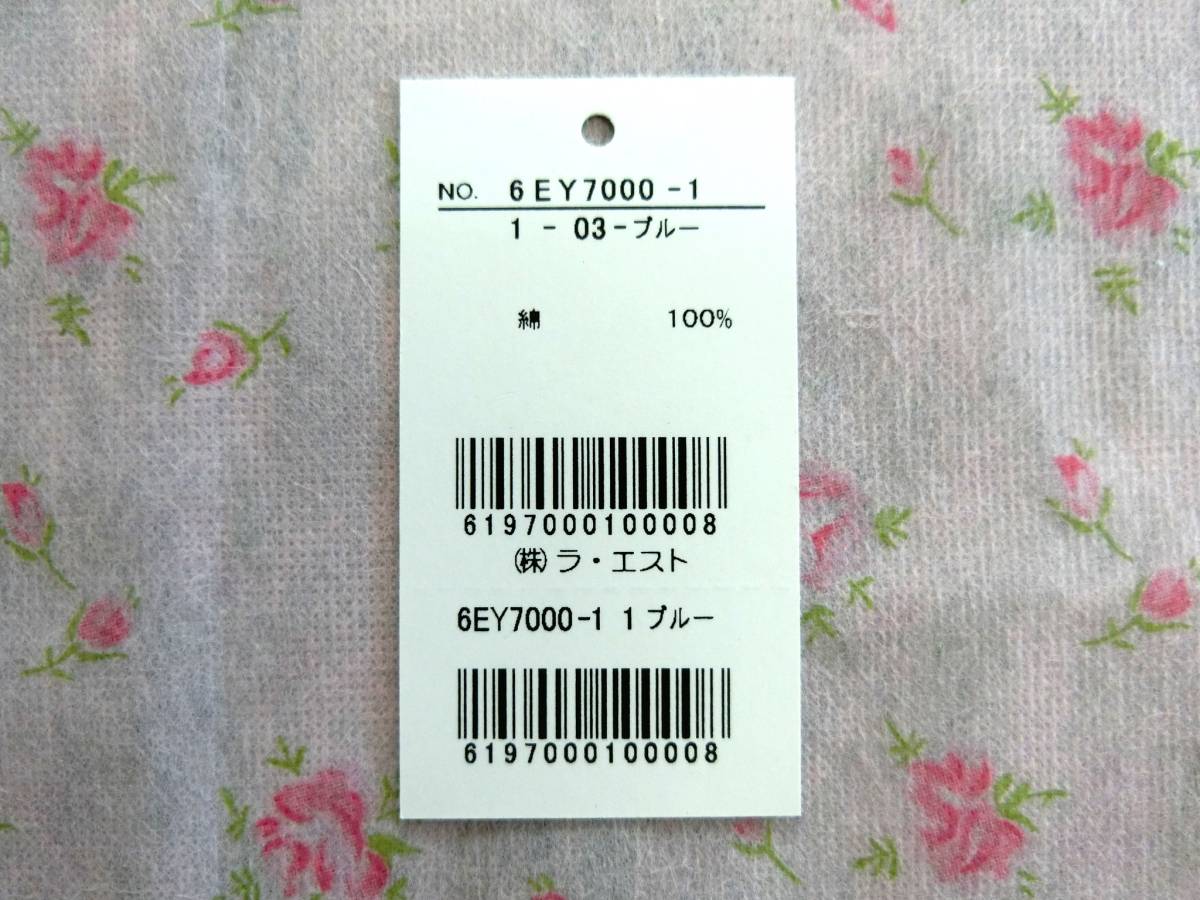 NO. 6EY7000-1
1 - 03-ブルー
綿 100%
6197000100008
㈱ラ・エスト
6EY7000-1 1ブルー
6197000100008